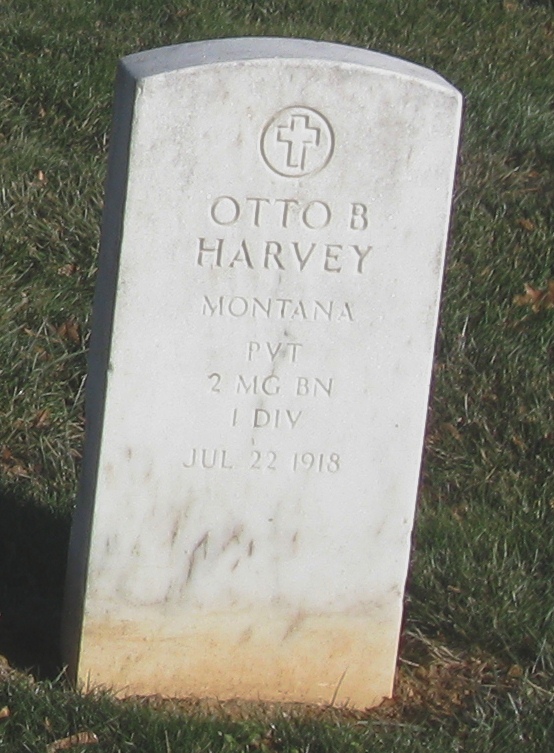 OTTO B
HARVEY
MONTANA
PVT
2 MG BN
1 DIV
JUL 22 1918